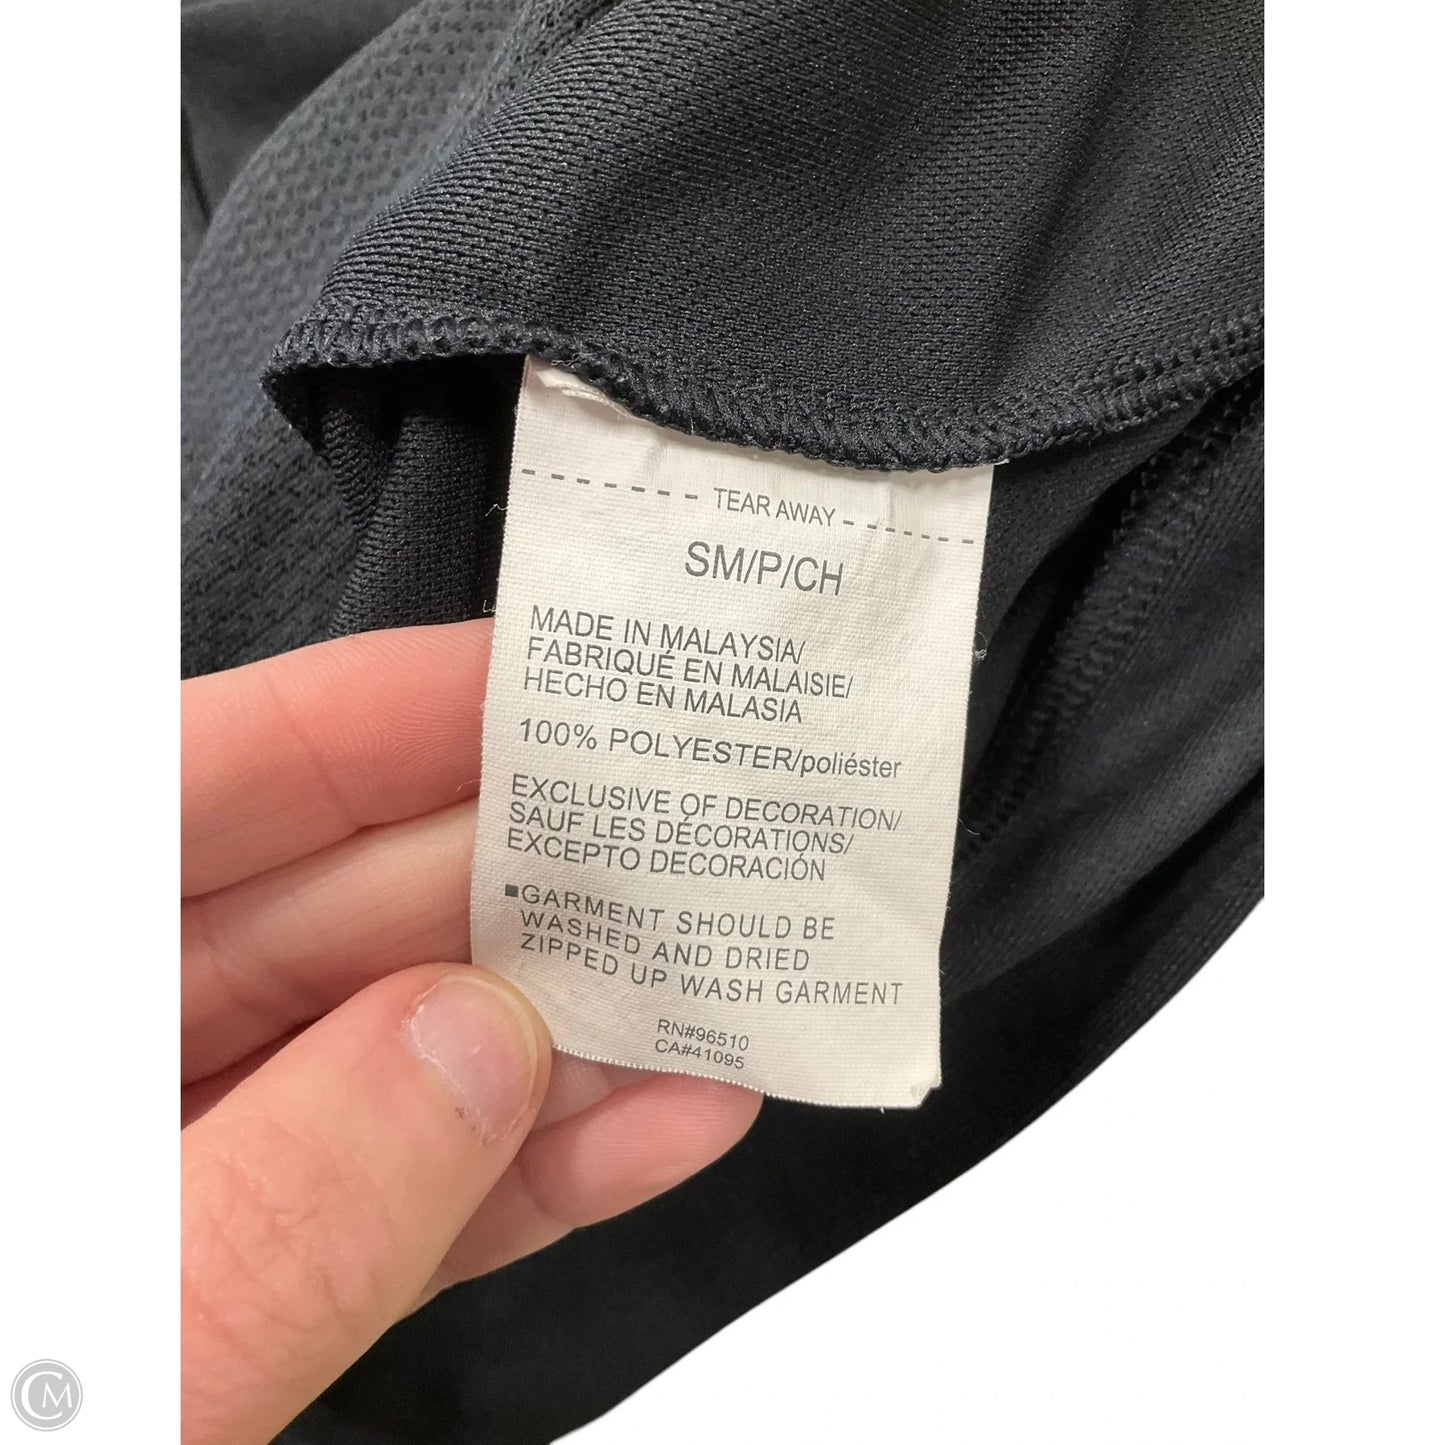 - - - - - - - TEAR AWAY - - - - - - -
SM/P/CH
MADE IN MALAYSIA/
FABRIQUÉ EN MALAISIE/
HECHO EN MALASIA
100% POLYESTER/poliéster
EXCLUSIVE OF DECORATION/
SAUF LES DÉCORATIONS/
EXCEPTO DECORACIÓN
■GARMENT SHOULD BE
WASHED AND DRIED
ZIPPED UP WASH GARMENT
RN#96510
CA#41095
CM